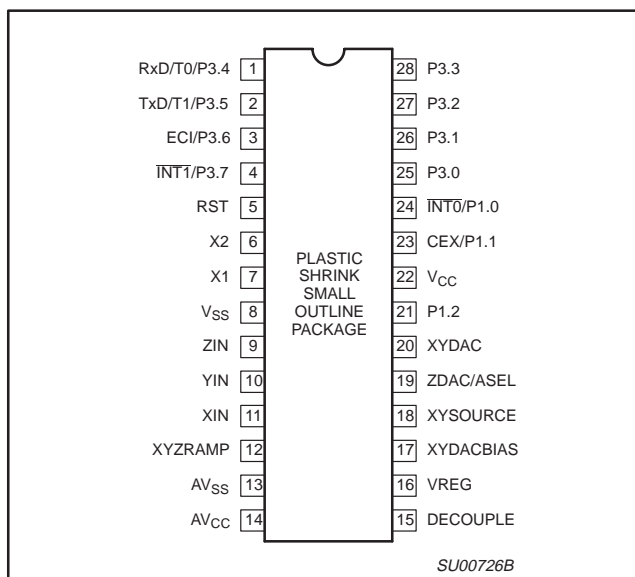 RxD/T0/P3.4 1 28 P3.3
TxD/T1/P3.5 2 27 P3.2
ECI/P3.6 3 26 P3.1
INT1/P3.7 4 25 P3.0
RST 5 24 INT0/P1.0
X2 6 23 CEX/P1.1
X1 7 22 VCC
VSS 8 21 P1.2
ZIN 9 20 XYDAC
YIN 10 19 ZDAC/ASEL
XIN 11 18 XYSOURCE
XYZRAMP 12 17 XYDACBIAS
AVSS 13 16 VREG
AVCC 14 15 DECOUPLE
PLASTIC
SHRINK
SMALL
OUTLINE
PACKAGE
SU00726B